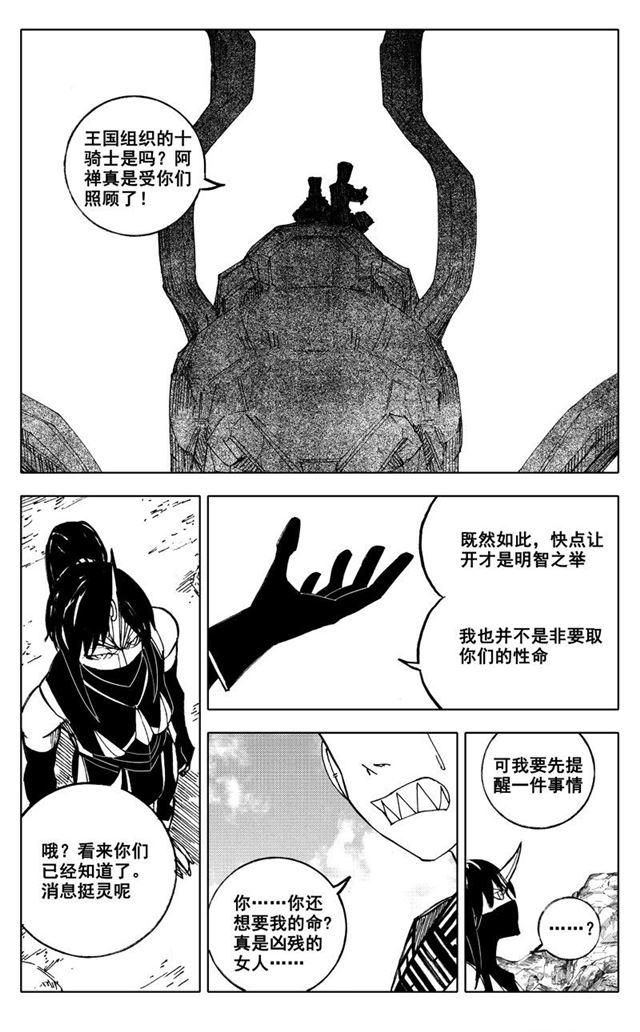 王国组织的十
骑士是吗？阿
禅真是受你们
照顾了！
哦？看来你们
已经知道了。
消息挺灵呢
既然如此，快点让
开才是明智之举
我也并不是非要取
你们的性命
你……你还
想要我的命？
真是凶残的
女人……
可我要先提
醒一件事情
……？